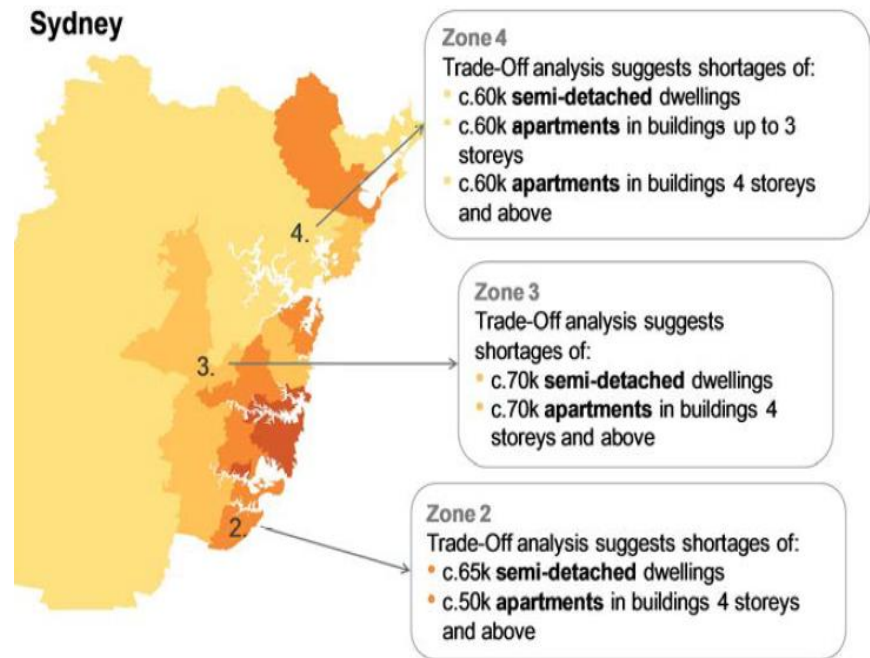 Sydney
Zone 4
Trade-Off analysis suggests shortages of:
c.60k semi-detached dwellings
c.60k apartments in buildings up to 3
storeys
c.60k apartments in buildings 4 storeys
and above
4.
Zone 3
Trade-Off analysis suggests
shortages of:
c.70k semi-detached dwellings
c.70k apartments in buildings 4
storeys and above
3.
Zone 2
Trade-Off analysis suggests shortages of:
c.65k semi-detached dwellings
c.50k apartments in buildings 4 storeys
and above
2.